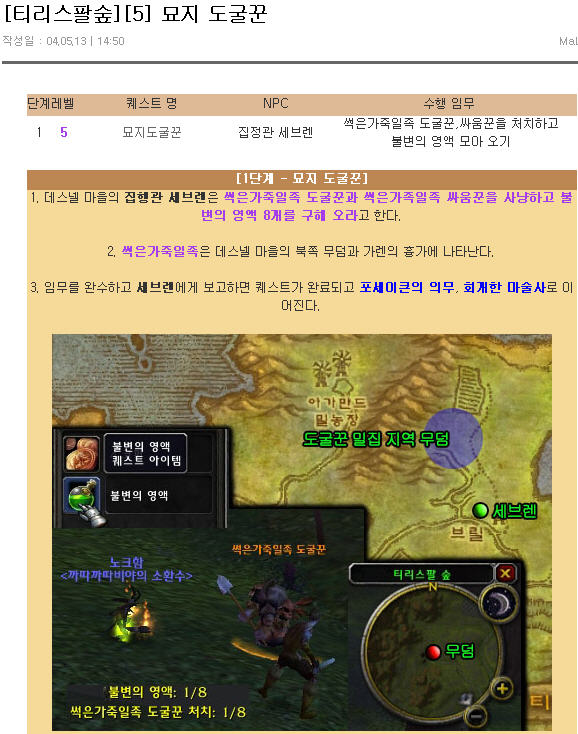 [티리스팔숲][5] 묘지 도굴꾼
작성일 : 04,05,13 | 14:50
Mal
단계레벨 퀘스트 명 NPC 수행 임무
1 5 묘지도굴꾼 집정관 세브렌 썩은가죽일족 도굴꾼,싸움꾼을 처치하고
불변의 영액 모아 오기
[1단계 - 묘지 도굴꾼]
1. 데스넬 마을의 집행관 세브렌은 썩은가죽일족 도굴꾼과 썩은가죽일족 싸움꾼을 사냥하고 불
변의 영액 8개를 구해 오라고 한다.
2. 썩은가죽일족은 데스넬 마을의 북쪽 무덤과 가렌의 흉가에 나타난다.
3. 임무를 완수하고 세브렌에게 보고하면 퀘스트가 완료되고 포세이큰의 의무, 회개한 마술사로 이
어진다.
아가만드
밀농장
도굴꾼 밀집 지역 무덤
불변의 영액
퀘스트 아이템
불변의 영액
세브렌
브릴
썩은가죽일족 도굴꾼
노크함
<까따까따비야의 소환수>
티리스팔 숲
N
무덤
불변의 영액: 1/8
썩은가죽일족 도굴꾼 처치: 1/8
티